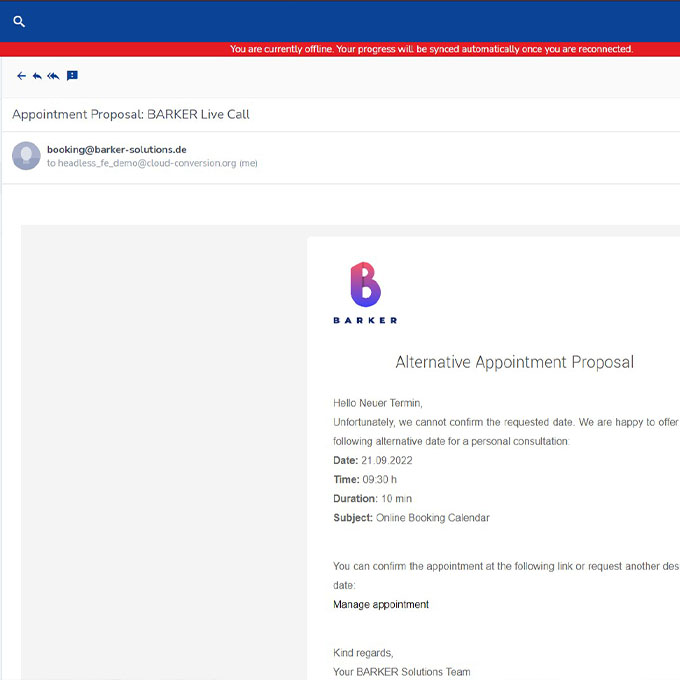 You are currently offline. Your progress will be synced automatically once you are reconnected.
Appointment Proposal: BARKER Live Call
booking@barker-solutions.de
to headless_fe_demo@cloud-conversion.org (me)
BARKER
Alternative Appointment Proposal
Hello Neuer Termin,
Unfortunately, we cannot confirm the requested date. We are happy to offer
following alternative date for a personal consultation:
Date: 21.09.2022
Time: 09:30 h
Duration: 10 min
Subject: Online Booking Calendar
You can confirm the appointment at the following link or request another des
date:
Manage appointment
Kind regards,
Your BARKER Solutions Team